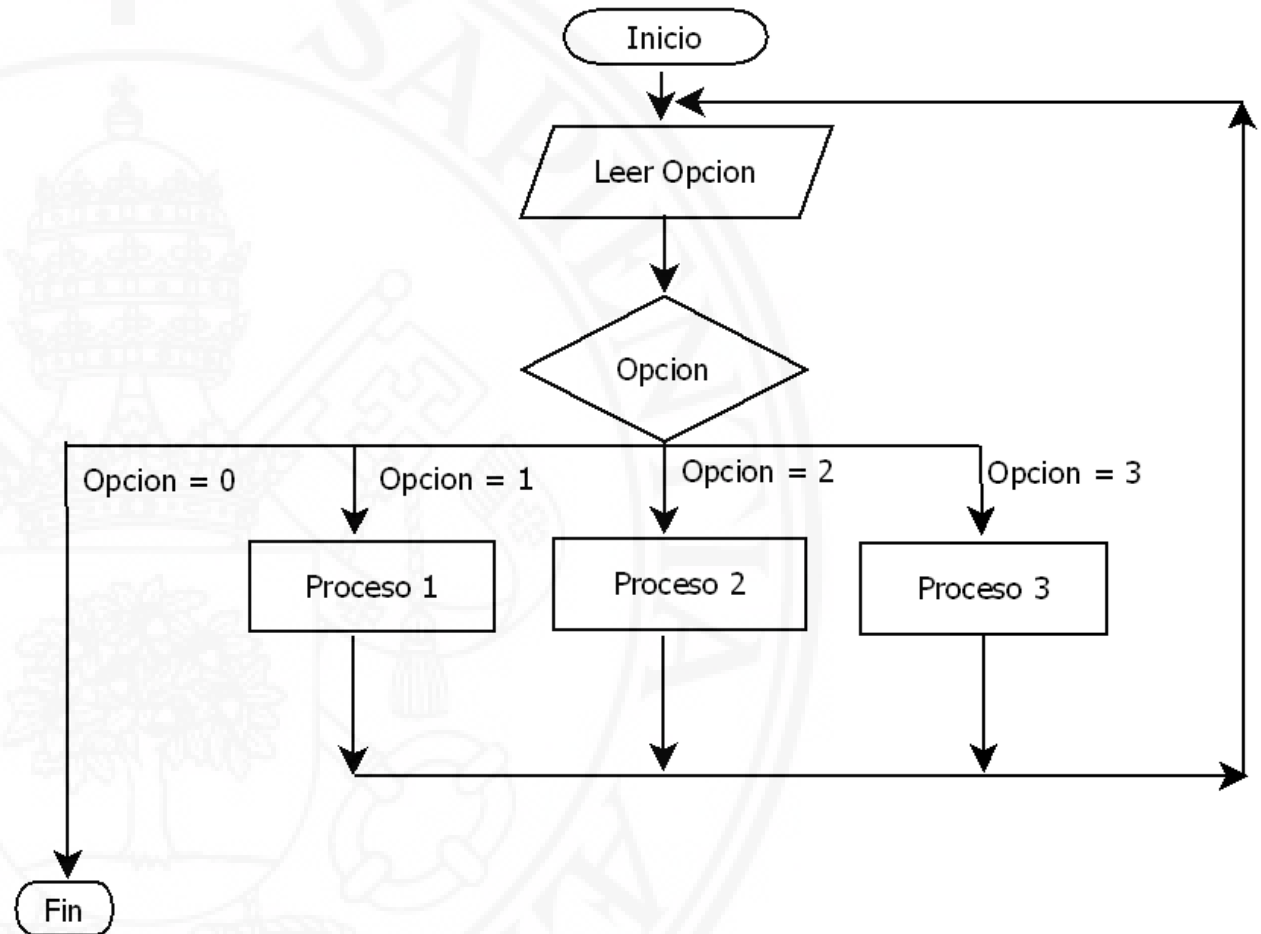 Inicio
Leer Opcion
Opcion
Opcion = 0
Opcion = 1
Opcion = 2
Opcion = 3
Proceso 1
Proceso 2
Proceso 3
Fin
SAPIENTIA